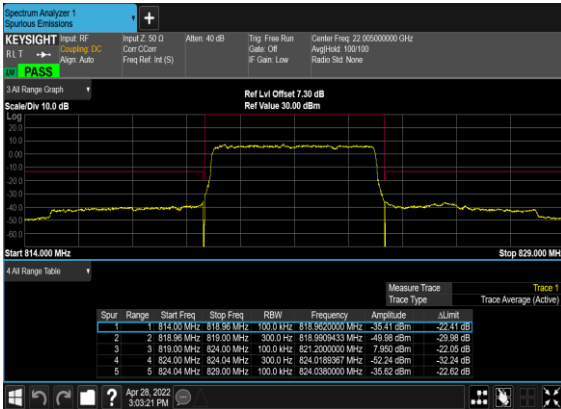 Spectrum Analyzer 1
Spurious Emissions
+
KEYSIGHT
RLT
Input: RF
Coupling: DC
Align: Auto
Input Z: 50 Ω
Corr CCorr
Freq Ref: Int (S)
Atten: 40 dB
Trig: Free Run
Gate: Off
IF Gain: Low
Center Freq: 22.005000000 GHz
Avg|Hold: 100/100
Radio Std: None
PASS
3 All Range Graph
Ref Lvl Offset 7.30 dB
Scale/Div 10.0 dB
Ref Value 30.00 dBm
Log
20.0
10.0
0.00
-10.0
-20.0
-30.0
-40.0
-50.0
-60.0
Start 814.000 MHz
Stop 829.000 MHz
4 All Range Table
Measure Trace Trace 1
Trace Type Trace Average (Active)
Spur Range Start Freq Stop Freq RBW Frequency Amplitude ΔLimit
1 1 814.00 MHz 818.96 MHz 100.0 kHz 818.9620000 MHz -35.41 dBm -22.41 dB
2 2 818.96 MHz 819.00 MHz 300.0 Hz 818.9909433 MHz -49.98 dBm -29.98 dB
3 3 819.00 MHz 824.00 MHz 100.0 kHz 821.2000000 MHz 7.950 dBm -22.05 dB
4 4 824.00 MHz 824.04 MHz 300.0 Hz 824.0189367 MHz -52.24 dBm -32.24 dB
5 5 824.04 MHz 829.00 MHz 100.0 kHz 824.0380000 MHz -35.62 dBm -22.62 dB
?
Apr 28, 2022
3:03:21 PM